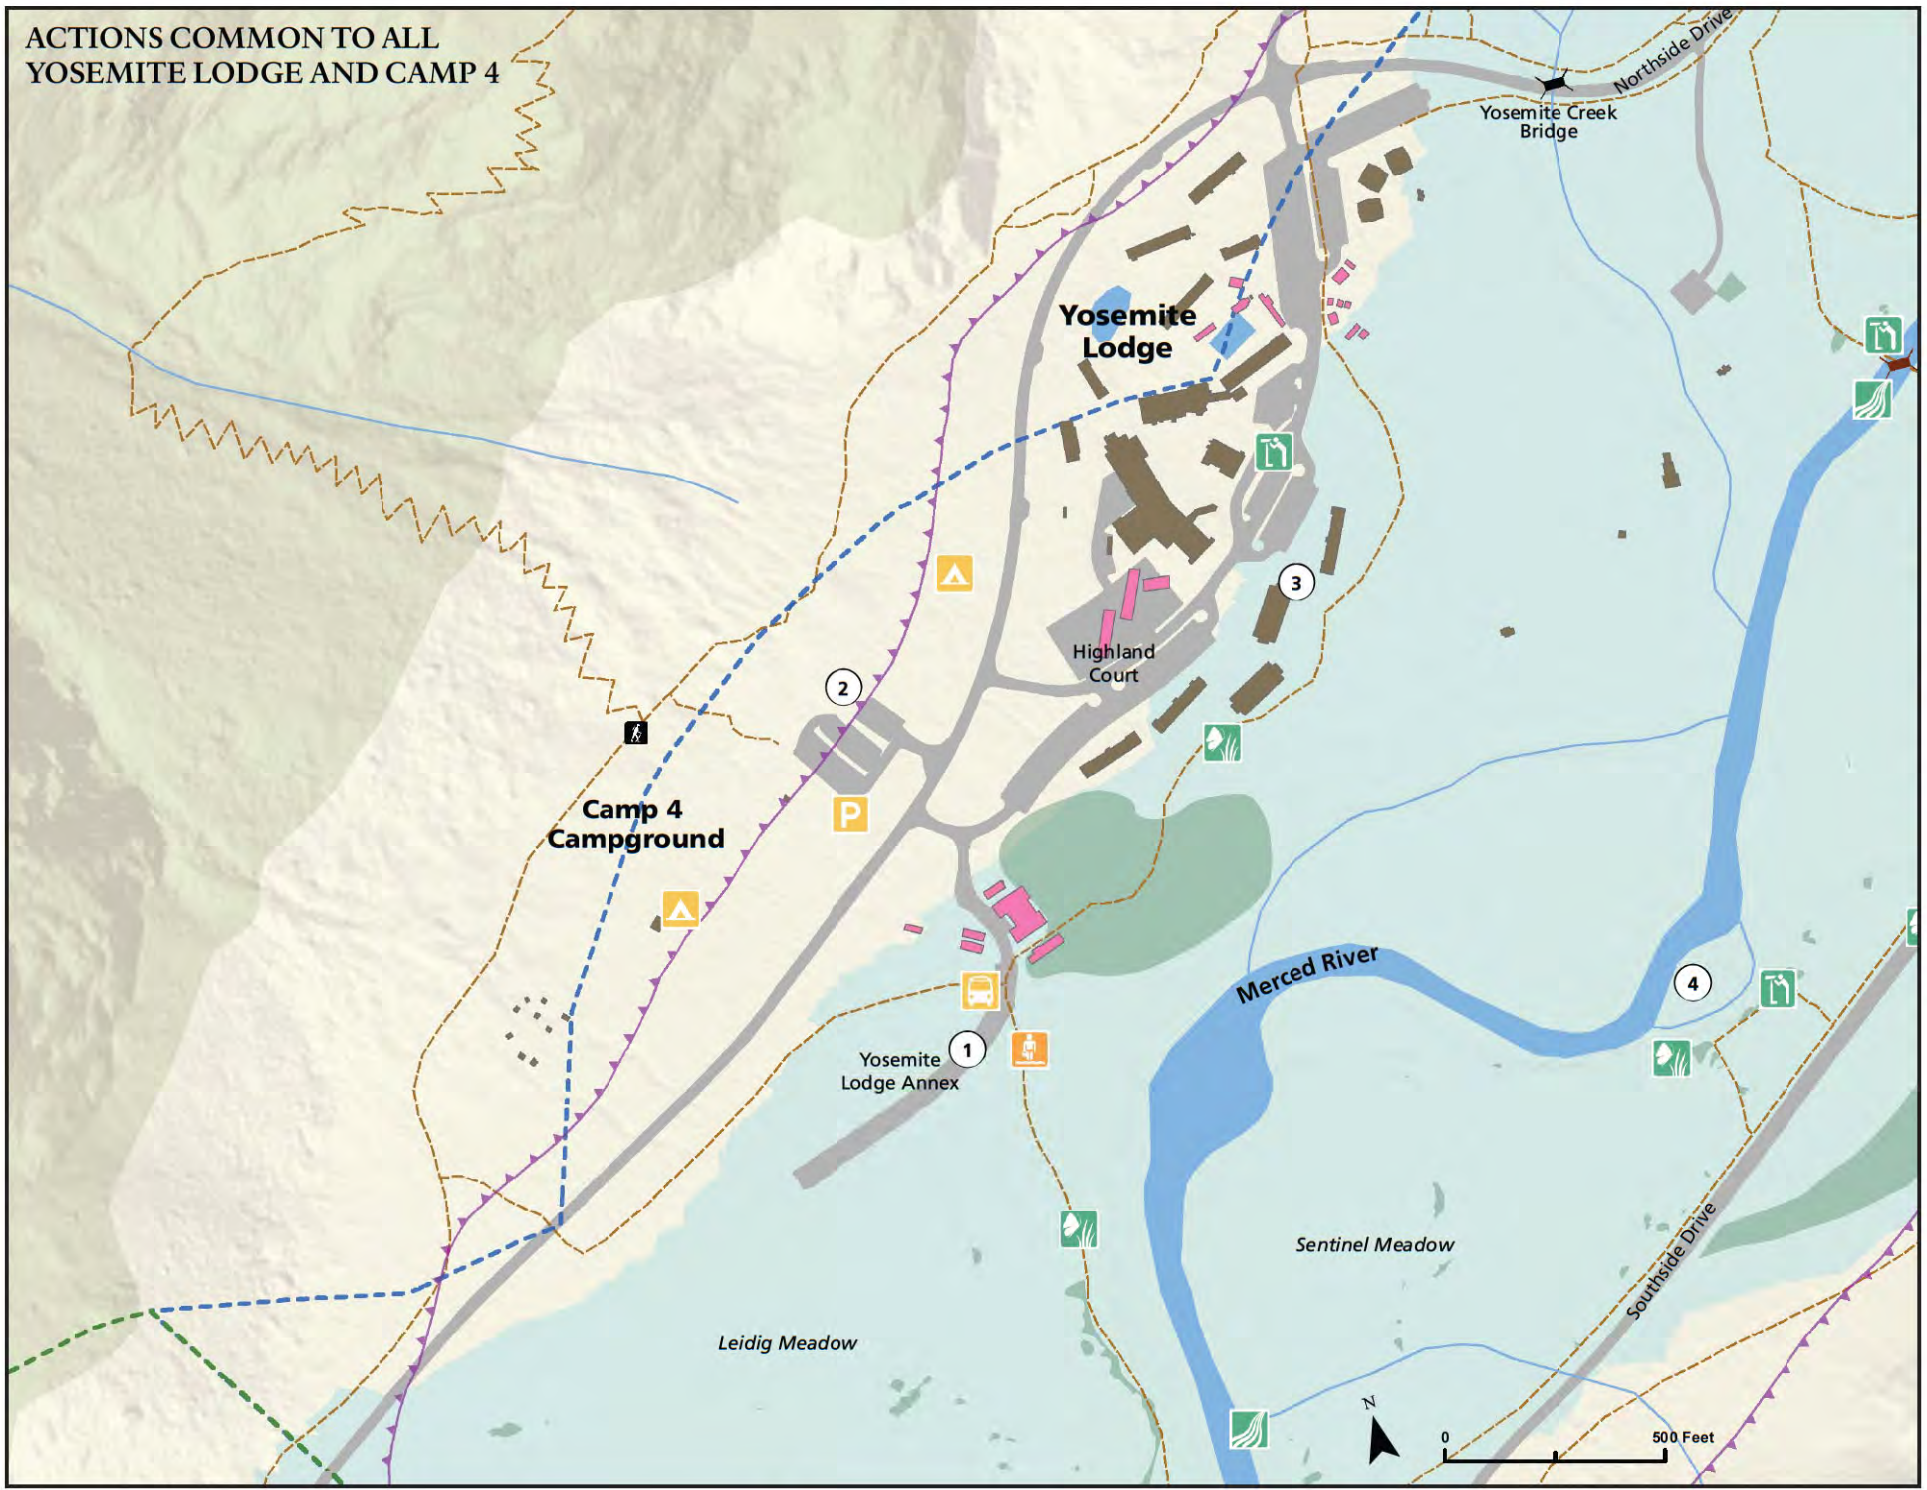 ACTIONS COMMON TO ALL
YOSEMITE LODGE AND CAMP 4
Northside Drive
Yosemite Creek
Bridge
Yosemite
Lodge
3
Highland
Court
2
P
Camp 4
Campground
Merced River
4
1
Yosemite
Lodge Annex
Sentinel Meadow
Southside Drive
Leidig Meadow
N
0
500 Feet